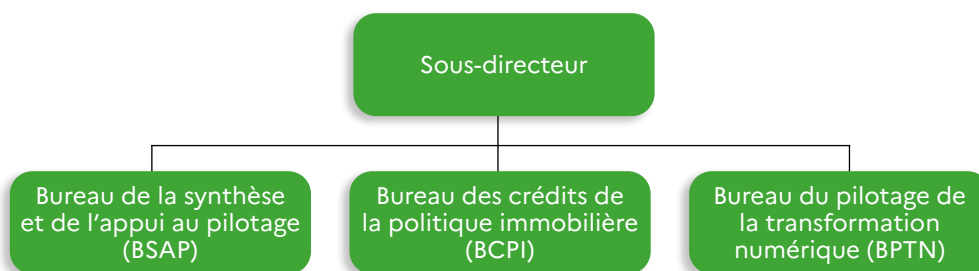 Sous-directeur
Bureau de la synthèse
et de l’appui au pilotage
(BSAP)
Bureau des crédits de
la politique immobilière
(BCPI)
Bureau du pilotage de
la transformation
numérique (BPTN)